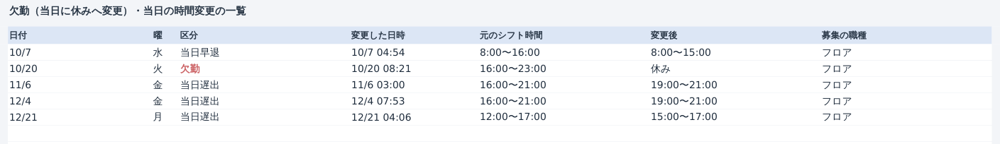 欠勤（当日に休みへ変更）・当日の時間変更の一覧
日付 曜 区分 変更した日時 元のシフト時間 変更後 募集の職種
10/7 水 当日早退 10/7 04:54 8:00〜16:00 8:00〜15:00 フロア
10/20 火 欠勤 10/20 08:21 16:00〜23:00 休み フロア
11/6 金 当日遅出 11/6 03:00 16:00〜21:00 19:00〜21:00 フロア
12/4 金 当日遅出 12/4 07:53 16:00〜21:00 19:00〜21:00 フロア
12/21 月 当日遅出 12/21 04:06 12:00〜17:00 15:00〜17:00 フロア